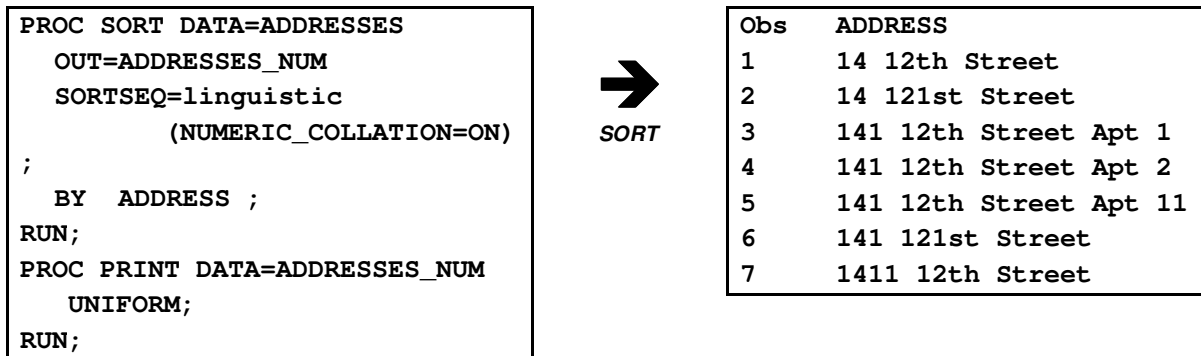 PROC SORT DATA=ADDRESSES
OUT=ADDRESSES_NUM
SORTSEQ=linguistic
(NUMERIC_COLLATION=ON)
;
BY ADDRESS ;
RUN;
PROC PRINT DATA=ADDRESSES_NUM
UNIFORM;
RUN;
SORT
Obs ADDRESS
1 14 12th Street
2 14 121st Street
3 141 12th Street Apt 1
4 141 12th Street Apt 2
5 141 12th Street Apt 11
6 141 121st Street
7 1411 12th Street